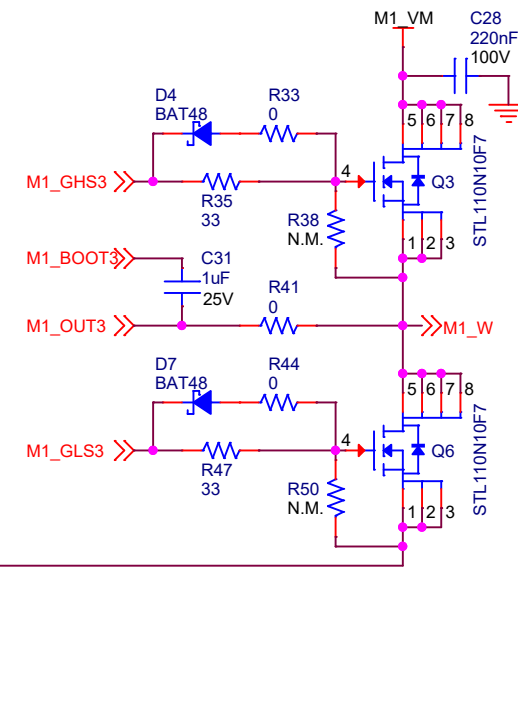 M1_VM
C28
220nF
100V
D4
BAT48
R33
0
5 6 7 8
M1_GHS3
4
Q3
STL110N10F7
R35
33
R38
N.M.
1 2 3
M1_BOOT3
C31
1uF
25V
R41
0
M1_OUT3
M1_W
D7
BAT48
R44
0
5 6 7 8
M1_GLS3
4
Q6
STL110N10F7
R47
33
R50
N.M.
1 2 3